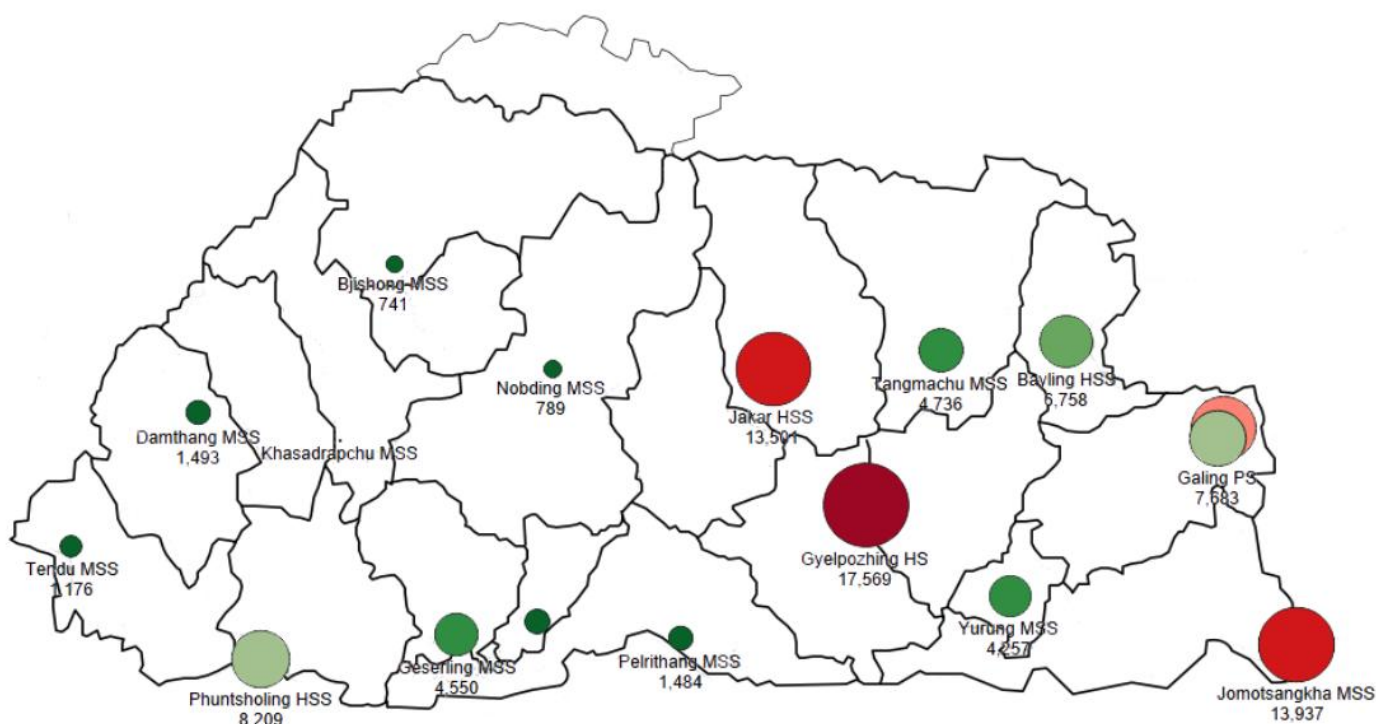 Bjishong MSS
741
Nobding MSS
789
Damthang MSS
1,493
Khasadrapchu MSS
Jakar HSS
13,501
Tangmachu MSS
4,736
Bayling HSS
6,758
Galing PS
7,683
Tendu MSS
1,176
Gyelpozhing HS
17,569
Phuntsholing HSS
8,209
Geserling MSS
4,550
Pelrithang MSS
1,484
Yurung MSS
4,257
Jomotsangkha MSS
13,937